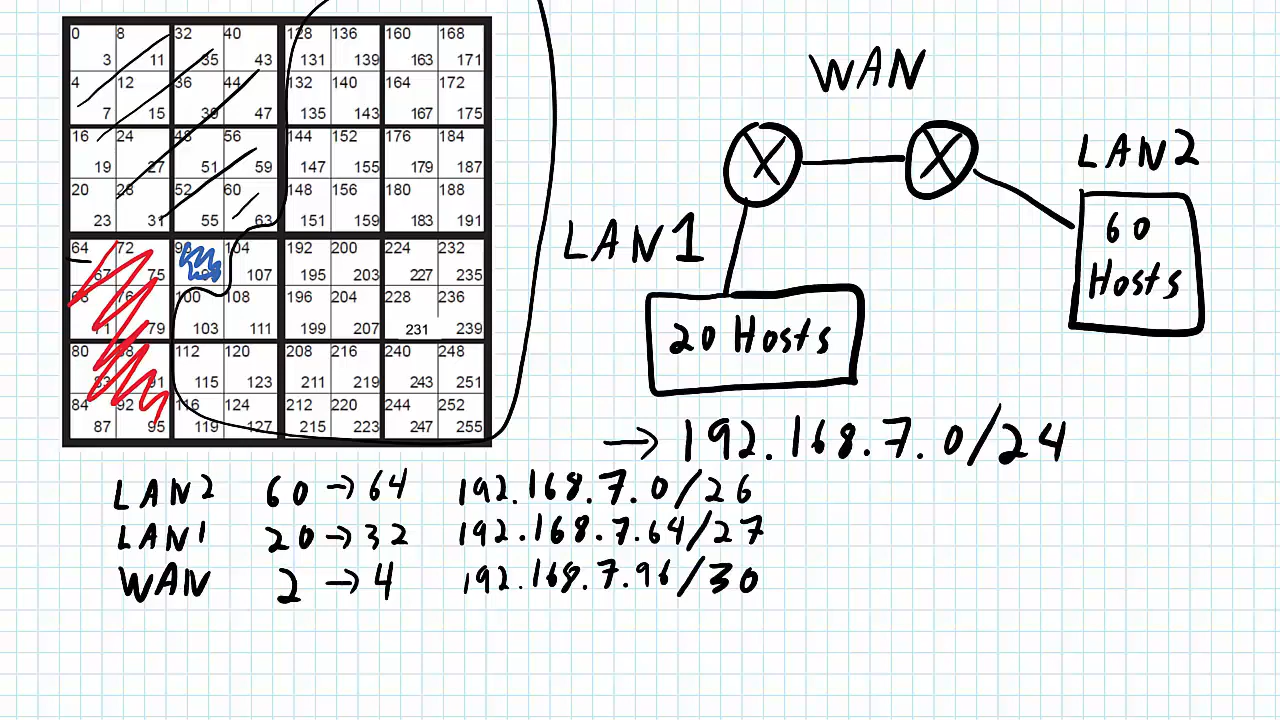 0 8 32 40 128 136 160 168
3 11 35 43 131 139 163 171
4 12 36 44 132 140 164 172
7 15 39 47 135 143 167 175
16 24 48 56 144 152 176 184
19 27 51 59 147 155 179 187
20 28 52 60 148 156 180 188
23 31 55 63 151 159 183 191
64 72 104 192 200 224 232
67 75 107 195 203 227 235
76 100 108 196 204 228 236
79 103 111 199 207 231 239
80 88 112 120 208 216 240 248
83 91 115 123 211 219 243 251
84 92 116 124 212 220 244 252
87 95 119 127 215 223 247 255
WAN
LAN2
60
Hosts
LAN1
20 Hosts
→ 192.168.7.0/24
LAN2 60 → 64 192.168.7.0/26
LAN1 20 → 32 192.168.7.64/27
WAN 2 → 4 192.168.7.96/30